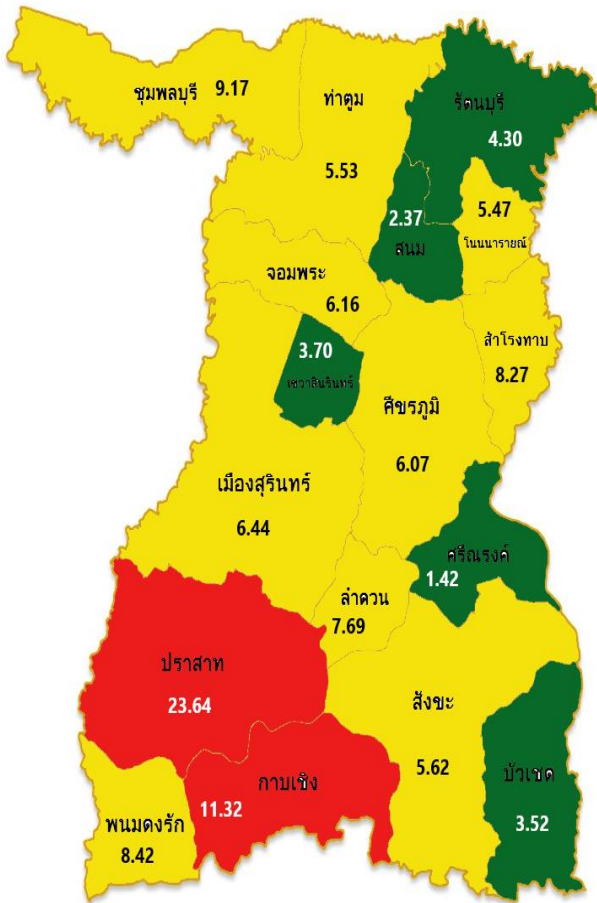 ชุมพลบุรี 9.17
ท่าตูม
5.53
รัตนบุรี
4.30
2.37
สนม
5.47
โนนนารายณ์
จอมพระ
6.16
สำโรงทาบ
8.27
3.70
เขวาสินรินทร์
ศีขรภูมิ
6.07
เมืองสุรินทร์
6.44
ศรีณรงค์
1.42
ลำดวน
7.69
ปราสาท
23.64
สังขะ
5.62
บัวเชด
3.52
กาบเชิง
11.32
พนมดงรัก
8.42